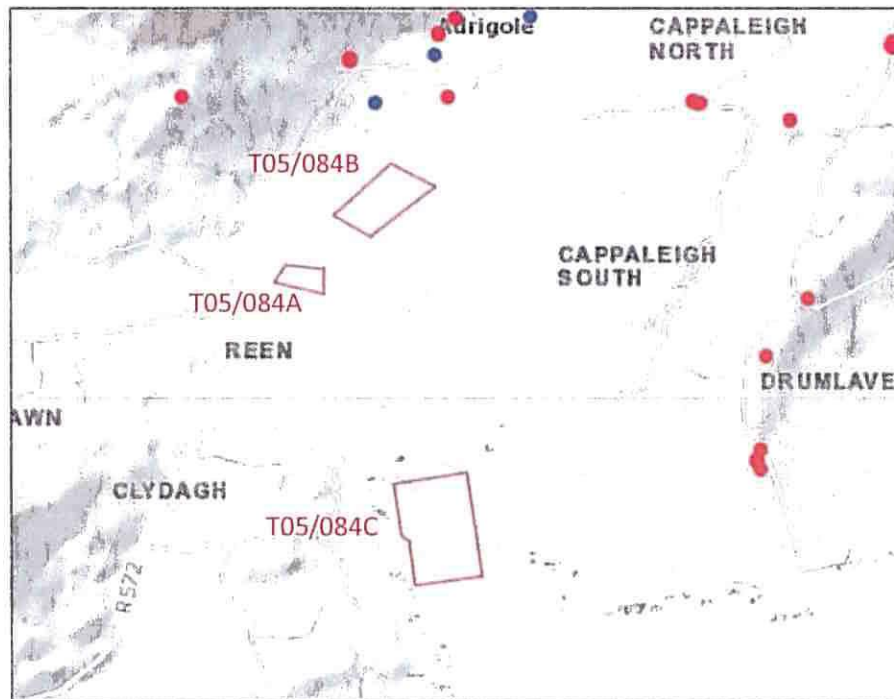 Adrigole
CAPPALEIGH
NORTH
T05/084B
CAPPALEIGH
SOUTH
T05/084A
REEN
DRUMLAVE
AWN
CLYDAGH
T05/084C
R572